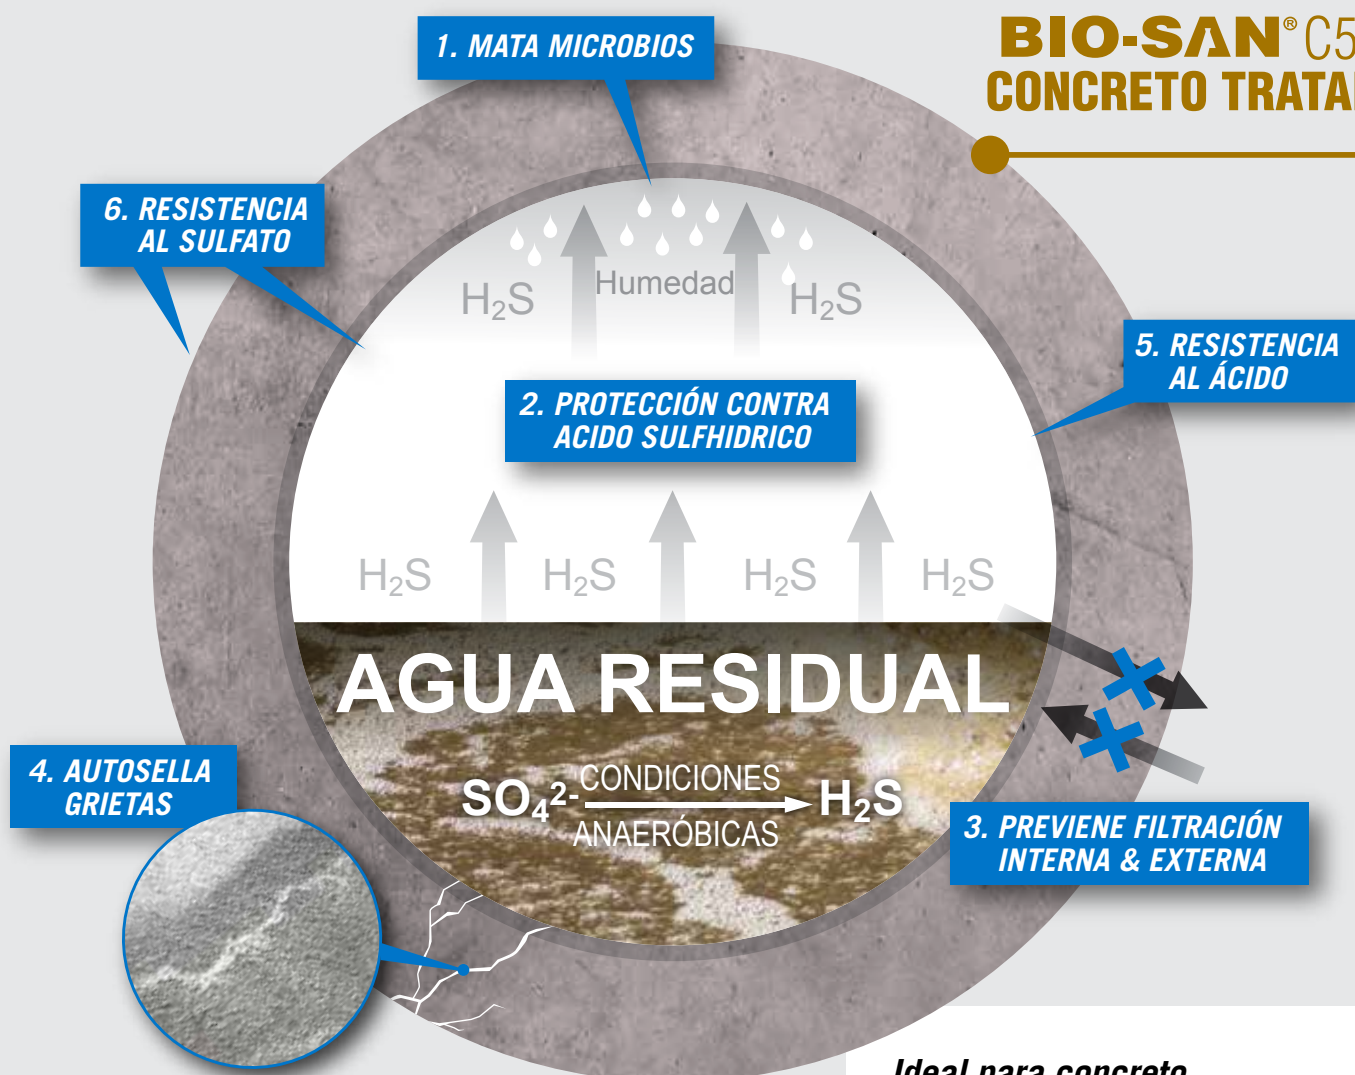 BIO-SAN® C5
CONCRETO
1. MATA MICROBIOS
6. RESISTENCIA
AL SULFATO
H₂S
Humedad
H₂S
5. RESISTENCIA
AL ÁCIDO
2. PROTECCIÓN CONTRA
ACIDO SULFHIDRICO
H₂S H₂S H₂S H₂S
AGUA RESIDUAL
SO₄²⁻ CONDICIONES H₂S
ANAERÓBICAS
4. AUTOSELLA
GRIETAS
3. PREVIENE FILTRACIÓN
INTERNA & EXTERNA
Ideal para concreto